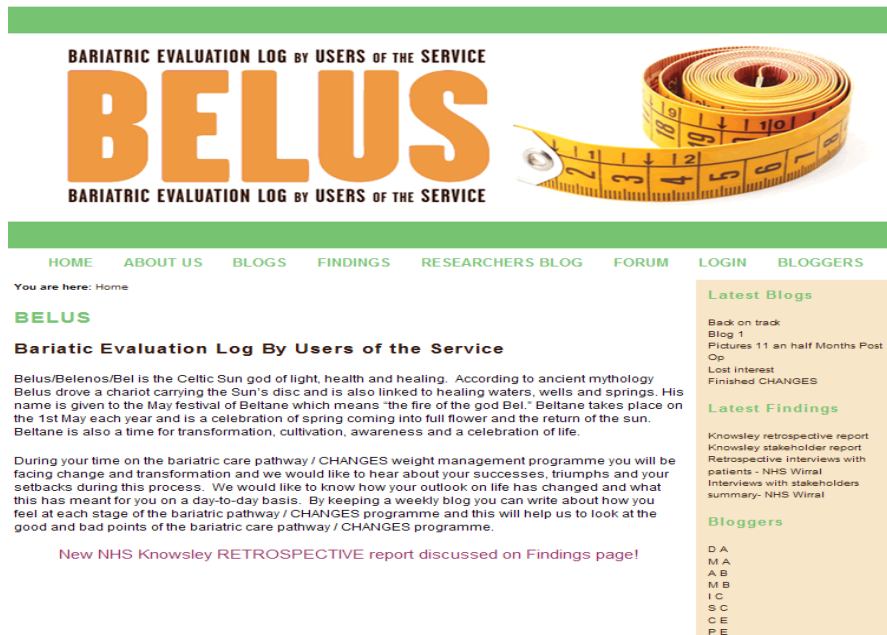 BARIATRIC EVALUATION LOG BY USERS OF THE SERVICE
BELUS
BARIATRIC EVALUATION LOG BY USERS OF THE SERVICE
HOME ABOUT US BLOGS FINDINGS RESEARCHERS BLOG FORUM LOGIN BLOGGERS
You are here: Home
BELUS
Bariatic Evaluation Log By Users of the Service
Belus/Belenos/Bel is the Celtic Sun god of light, health and healing. According to ancient mythology
Belus drove a chariot carrying the Sun's disc and is also linked to healing waters, wells and springs. His
name is given to the May festival of Beltane which means "the fire of the god Bel." Beltane takes place on
the 1st May each year and is a celebration of spring coming into full flower and the return of the sun.
Beltane is also a time for transformation, cultivation, awareness and a celebration of life.
During your time on the bariatric care pathway / CHANGES weight management programme you will be
facing change and transformation and we would like to hear about your successes, triumphs and your
setbacks during this process. We would like to know how your outlook on life has changed and what
this has meant for you on a day-to-day basis. By keeping a weekly blog you can write about how you
feel at each stage of the bariatric pathway / CHANGES programme and this will help us to look at the
good and bad points of the bariatric care pathway / CHANGES programme.
New NHS Knowsley RETROSPECTIVE report discussed on Findings page!
Latest Blogs
Back on track
Blog 1
Pictures 11 an half Months Post
Op
Lost interest
Finished CHANGES
Latest Findings
Knowsley retrospective report
Knowsley stakeholder report
Retrospective interviews with
patients - NHS Wirral
Interviews with stakeholders
summary- NHS Wirral
Bloggers
D A
M A
A B
M B
I C
S C
C E
P E